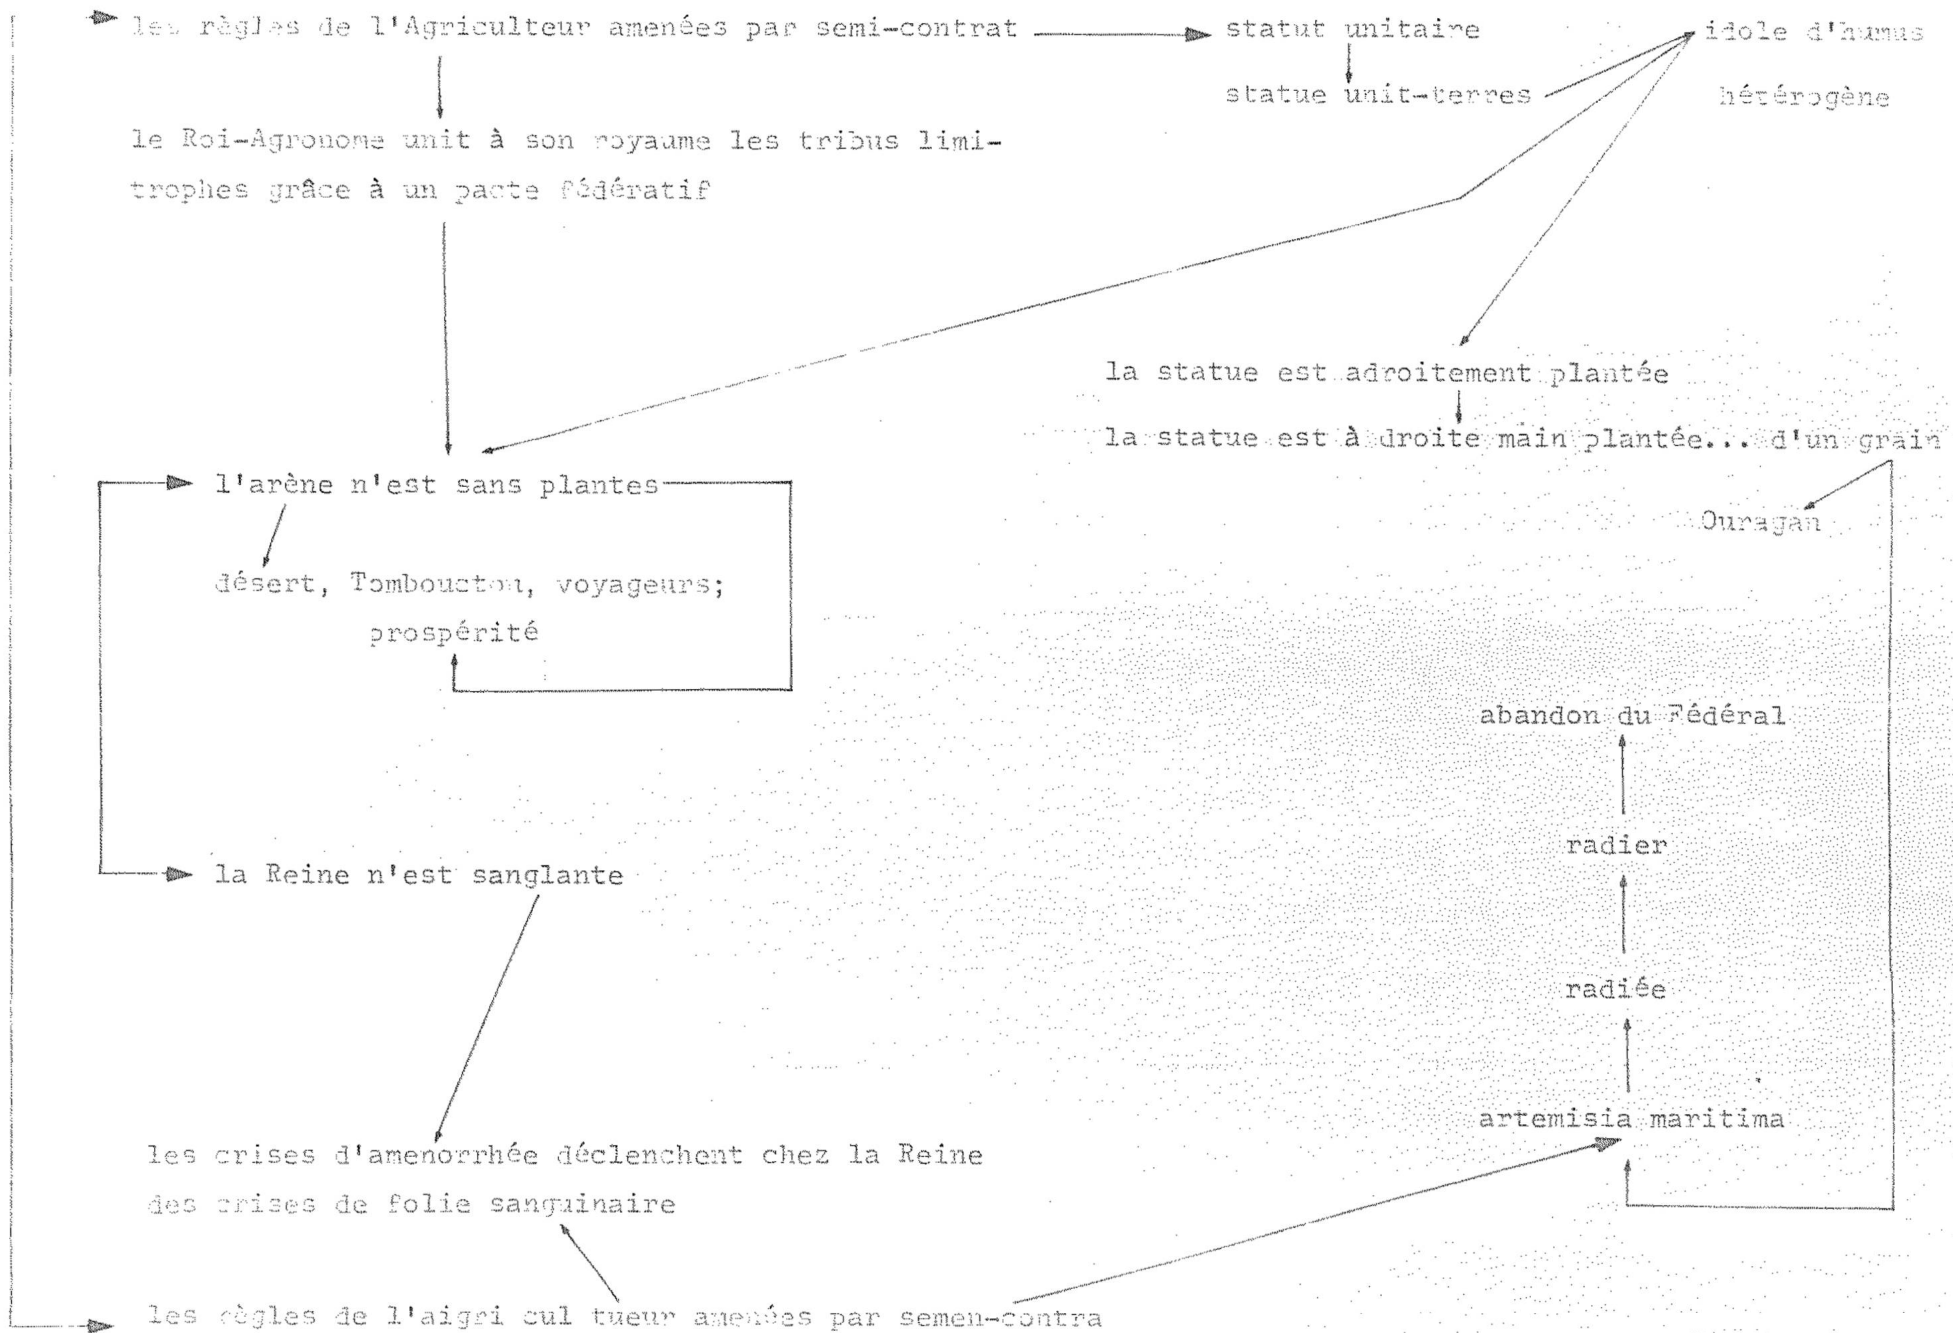 les règles de l'Agriculteur amenées par semi-contrat
statut unitaire
idole d'humus
statue unit-terres
hétérogène
le Roi-Agronome unit à son royaume les tribus limi-
trophes grâce à un pacte fédératif
la statue est adroitement plantée
la statue est à droite main plantée... d'un grain
l'arène n'est sans plantes
Ouragan
désert, Tombouctou, voyageurs;
prospérité
abandon du Fédéral
radier
la Reine n'est sanglante
radiée
artemisia maritima
les crises d'amenorrhée déclenchent chez la Reine
des crises de folie sanguinaire
les règles de l'aigri cul tueur amenées par semen-contra